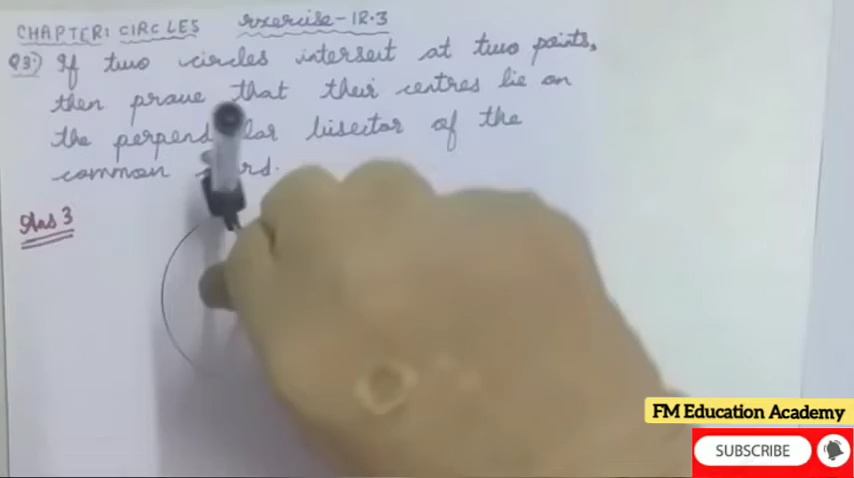 CHAPTER: CIRCLES Exercise-12.3
Q3:) If two circles intersect at two points,
then prove that their centres lie on
the perpend lar bisector of the
common rd.
Ans 3
FM Education Academy
SUBSCRIBE